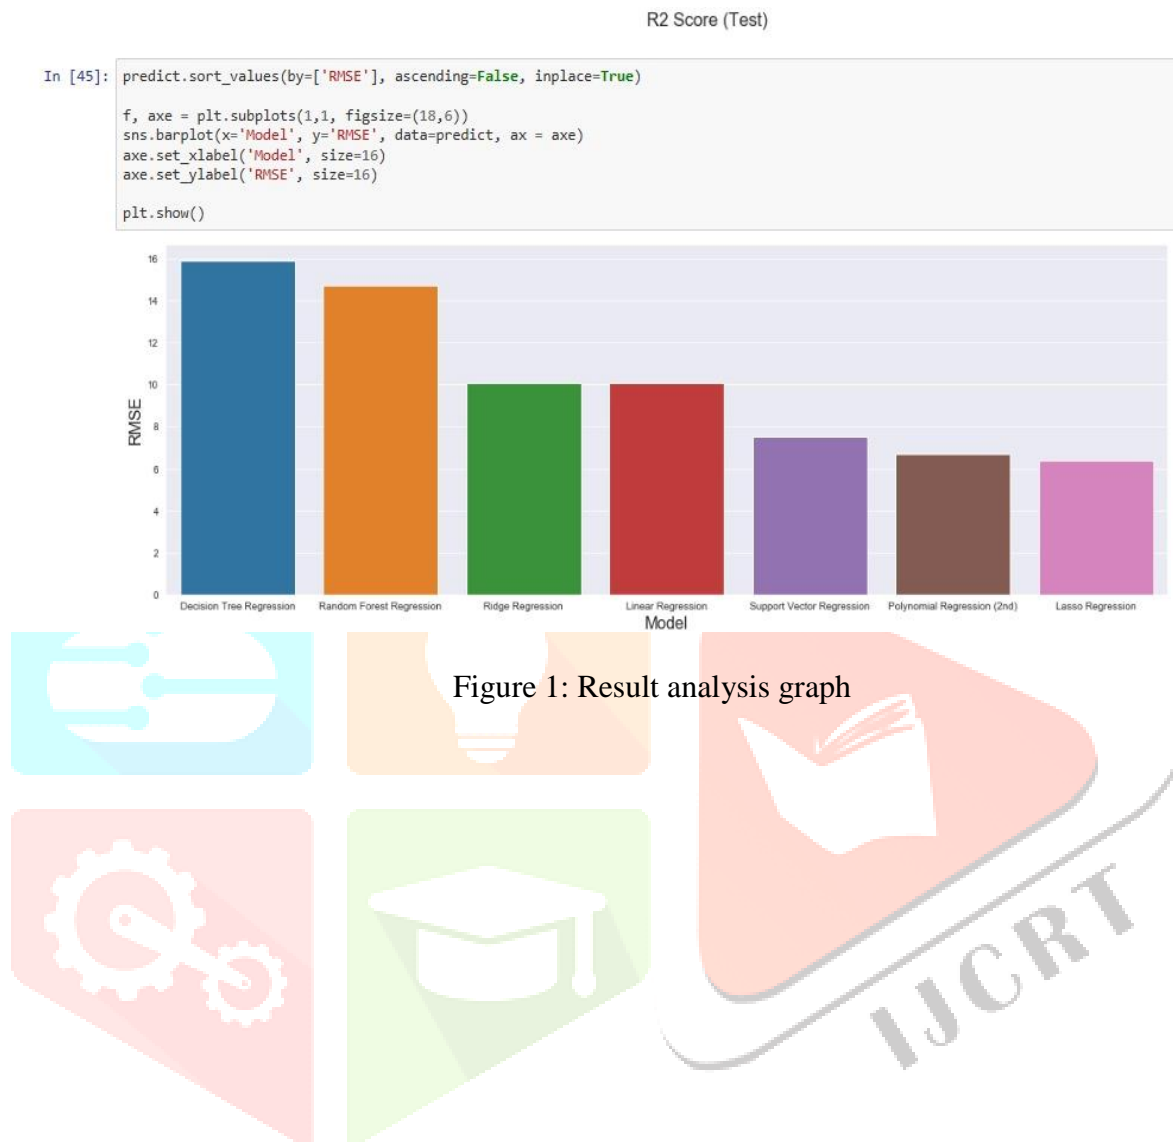 R2 Score (Test)
In [45]: predict.sort_values(by=['RMSE'], ascending=False, inplace=True)
f, axe = plt.subplots(1,1, figsize=(18,6))
sns.barplot(x='Model', y='RMSE', data=predict, ax = axe)
axe.set_xlabel('Model', size=16)
axe.set_ylabel('RMSE', size=16)
plt.show()
16
14
12
10
8
6
4
2
0
RMSE
Decision Tree Regression Random Forest Regression Ridge Regression Linear Regression Support Vector Regression Polynomial Regression (2nd) Lasso Regression
Model
Figure 1: Result analysis graph
IJCRT